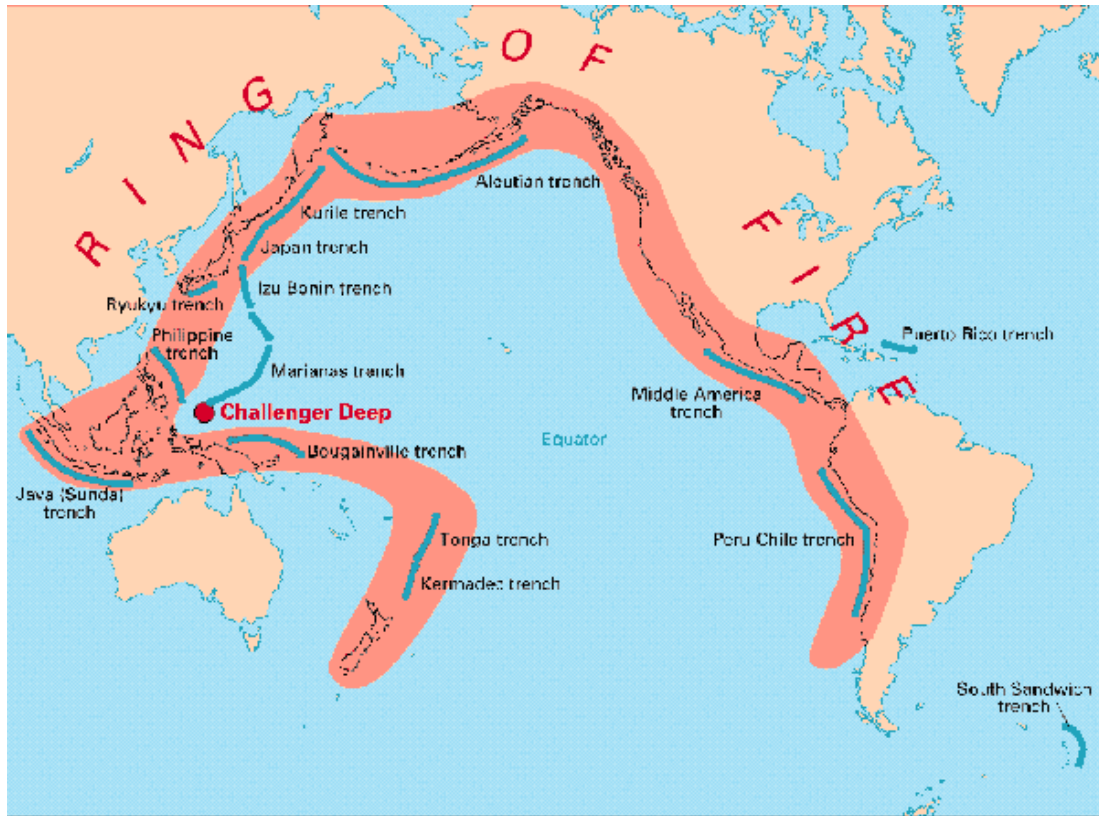 RING OF FIRE
Aleutian trench
Kurile trench
Japan trench
Izu Bonin trench
Ryukyu trench
Philippine
trench
Marianas trench
Challenger Deep
Bougainville trench
Java (Sunda)
trench
Tonga trench
Kermadec trench
Equator
Puerto Rico trench
Middle America
trench
Peru Chile trench
South Sandwich
trench